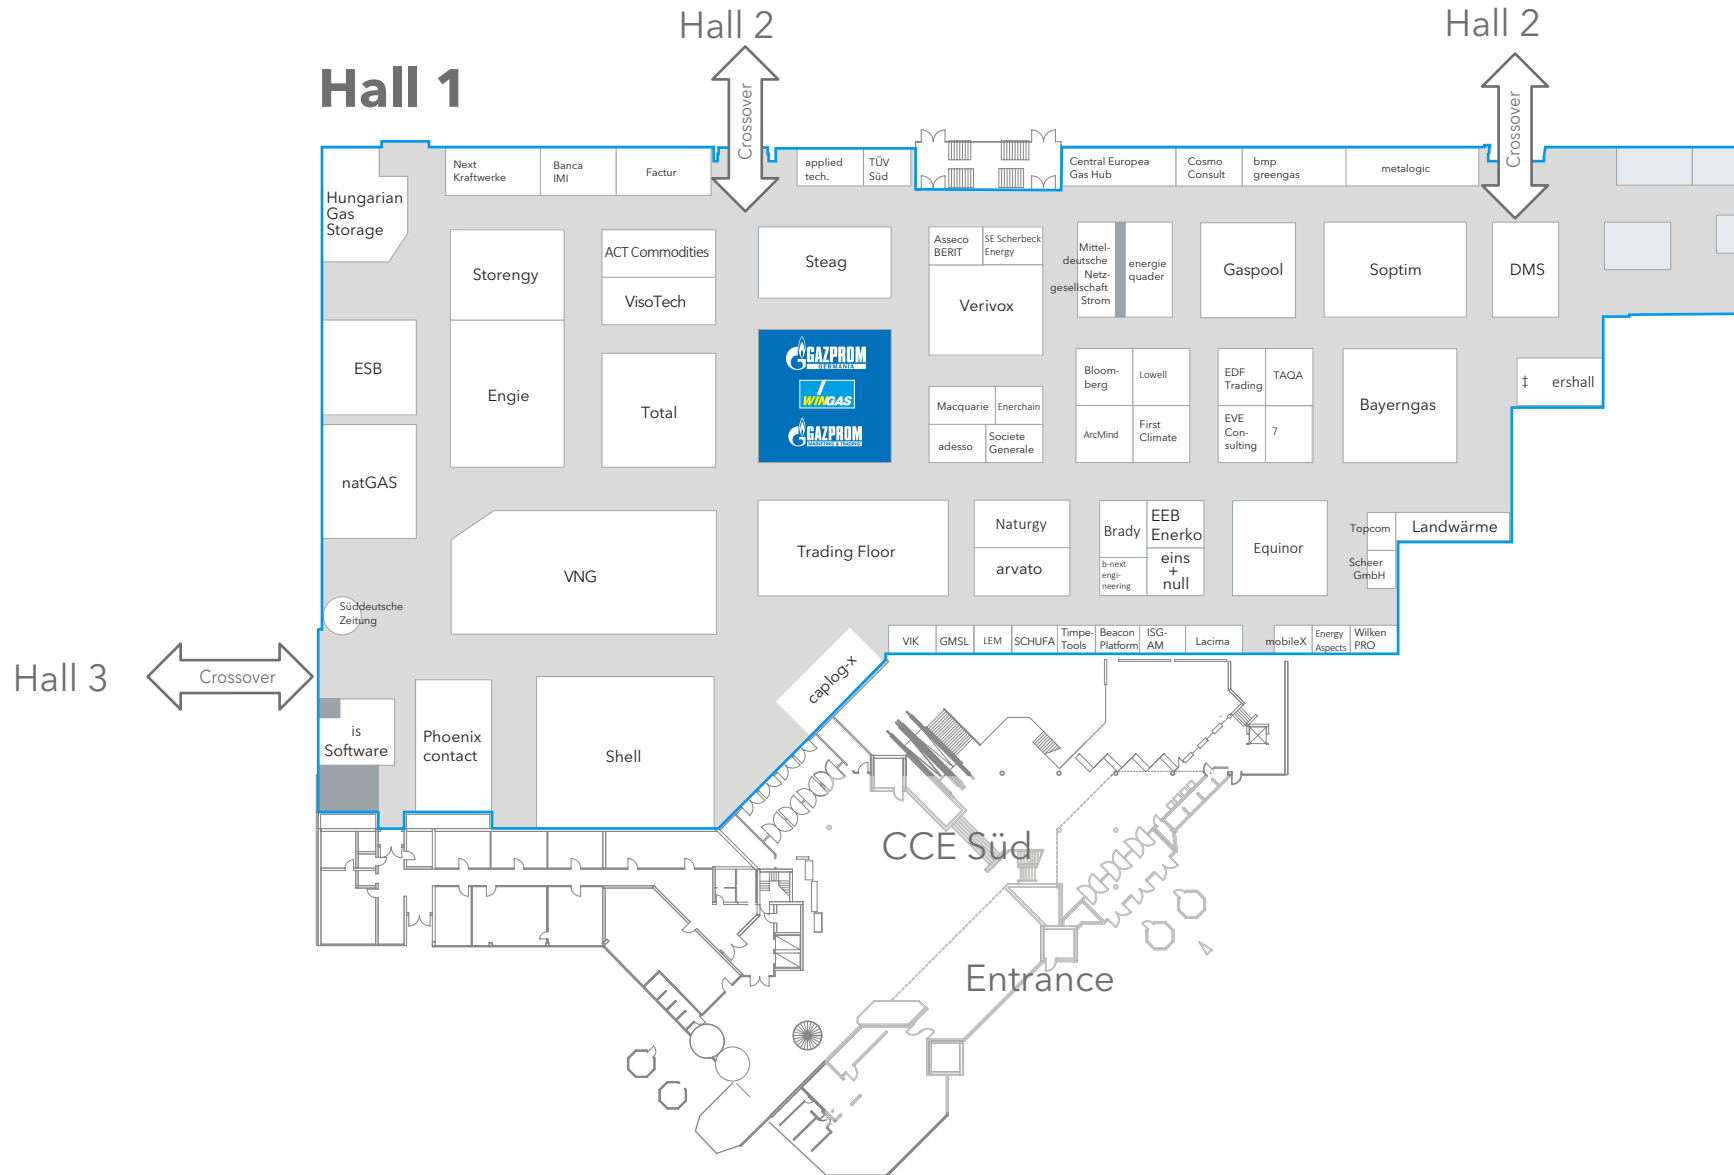 Hall 2
Hall 2
Hall 1
Crossover
Crossover
Next
Kraftwerke
Banca
IMI
Factur
applied
tech.
TÜV
Süd
Central Europea
Gas Hub
Cosmo
Consult
bmp
greengas
metalogic
Hungarian
Gas
Storage
Storengy
ACT Commodities
VisoTech
Steag
Asseco
BERIT
SE Scherbeck
Energy
Verivox
Mittel-
deutsche
Netz-
gesellschaft
Strom
energie
quader
Gaspool
Soptim
DMS
ESB
Engie
Total
GAZPROM
GERMANIA
WINGAS
GAZPROM
MARKETING & TRADING
Macquarie
Enerchain
adesso
Societe
Generale
Bloom-
berg
Lowell
ArcMind
First
Climate
EDF
Trading
TAQA
EVE
Con-
sulting
7
Bayerngas
‡ ershall
natGAS
VNG
Trading Floor
Naturgy
arvato
Brady
EEB
Enerko
b-next
engi-
neering
eins
+
null
Equinor
Topcom
Landwärme
Scheer
GmbH
Süddeutsche
Zeitung
VIK
GMSL
LEM
SCHUFA
Timpe-
Tools
Beacon
Platform
ISG-
AM
Lacima
mobileX
Energy
Aspects
Wilken
PRO
Hall 3
Crossover
caplog-x
is
Software
Phoenix
contact
Shell
CCE Süd
Entrance